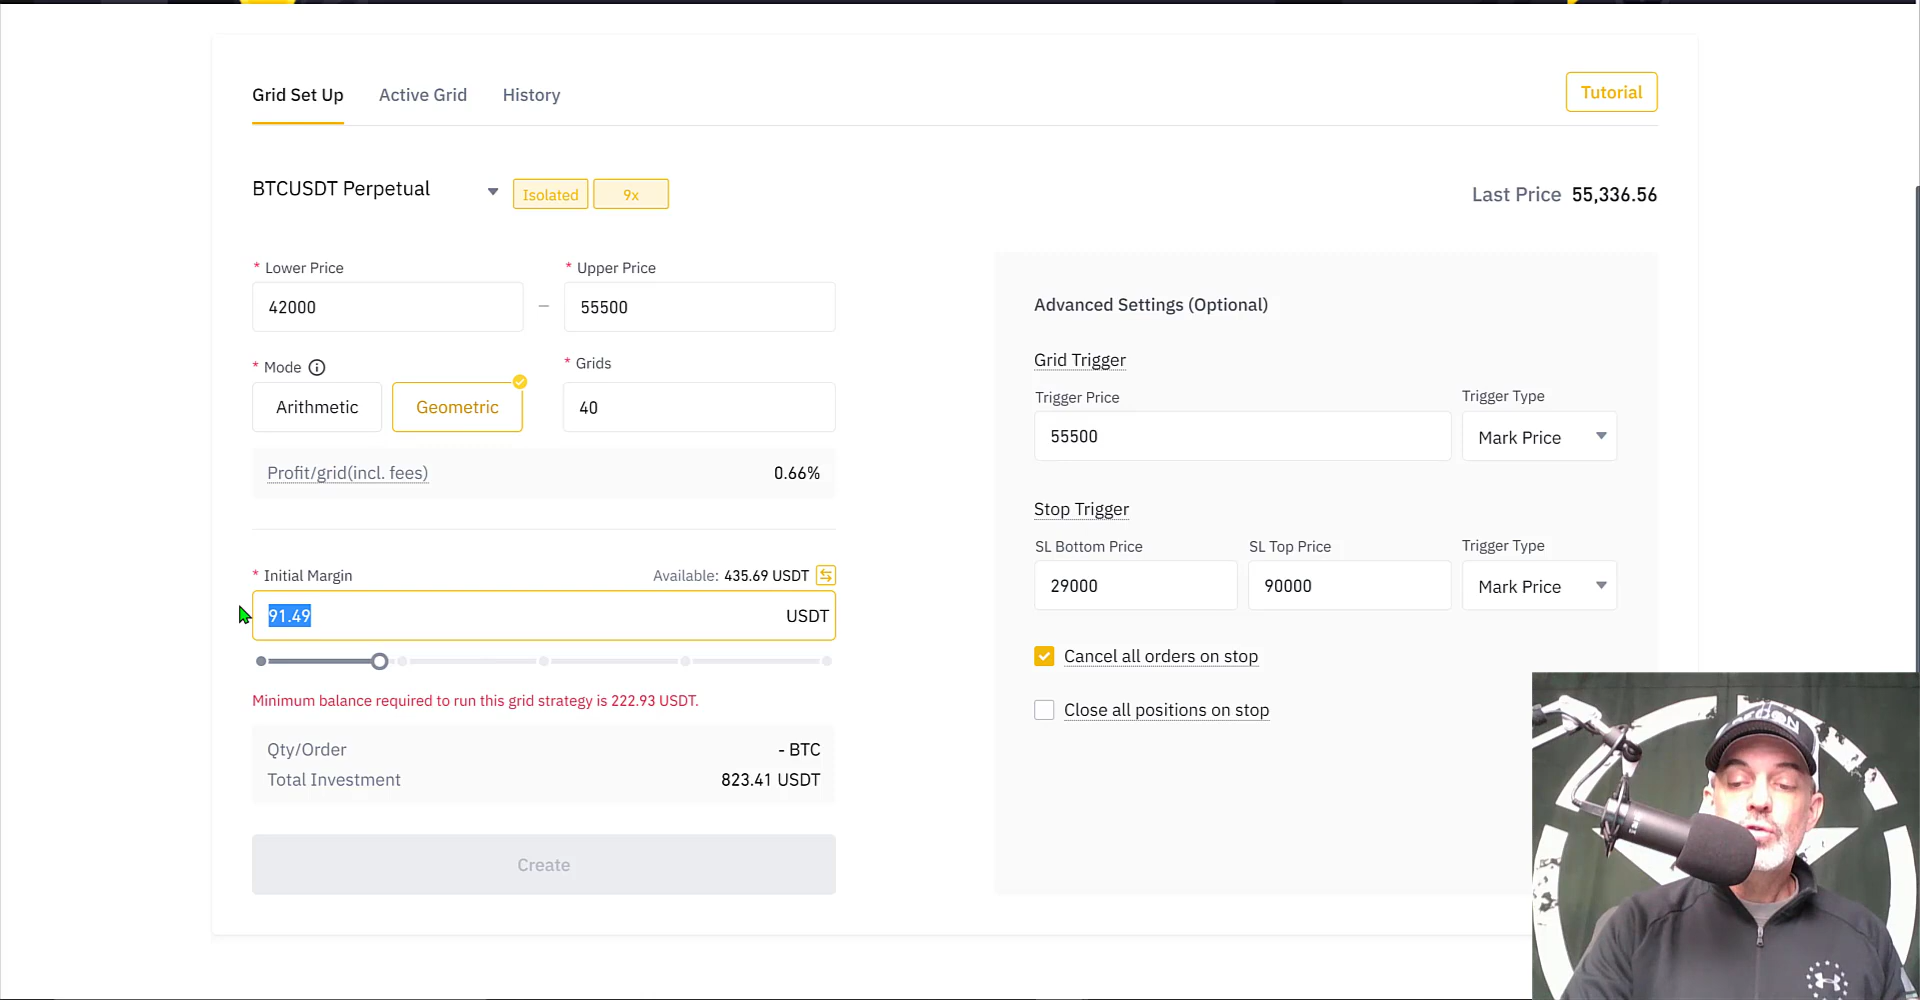 Grid Set Up Active Grid History Tutorial
BTCUSDT Perpetual Isolated 9x Last Price 55,336.56
* Lower Price * Upper Price
42000 – 55500
* Mode * Grids
Arithmetic Geometric 40
Profit/grid(incl. fees) 0.66%
* Initial Margin Available: 435.69 USDT
91.49 USDT
Minimum balance required to run this grid strategy is 222.93 USDT.
Qty/Order - BTC
Total Investment 823.41 USDT
Create
Advanced Settings (Optional)
Grid Trigger
Trigger Price Trigger Type
55500 Mark Price
Stop Trigger
SL Bottom Price SL Top Price Trigger Type
29000 90000 Mark Price
Cancel all orders on stop
Close all positions on stop